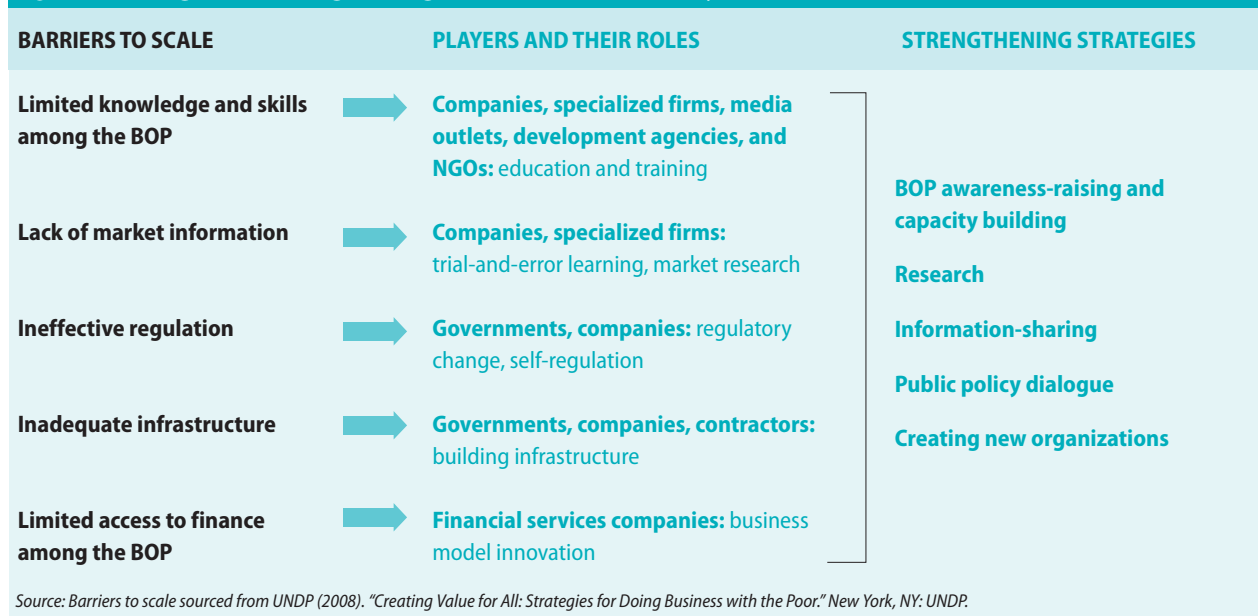 BARRIERS TO SCALE
PLAYERS AND THEIR ROLES
STRENGTHENING STRATEGIES
Limited knowledge and skills
among the BOP
Companies, specialized firms, media
outlets, development agencies, and
NGOs: education and training
Lack of market information
Companies, specialized firms:
trial-and-error learning, market research
Ineffective regulation
Governments, companies: regulatory
change, self-regulation
Inadequate infrastructure
Governments, companies, contractors:
building infrastructure
Limited access to finance
among the BOP
Financial services companies: business
model innovation
BOP awareness-raising and
capacity building
Research
Information-sharing
Public policy dialogue
Creating new organizations
Source: Barriers to scale sourced from UNDP (2008). “Creating Value for All: Strategies for Doing Business with the Poor.” New York, NY: UNDP.